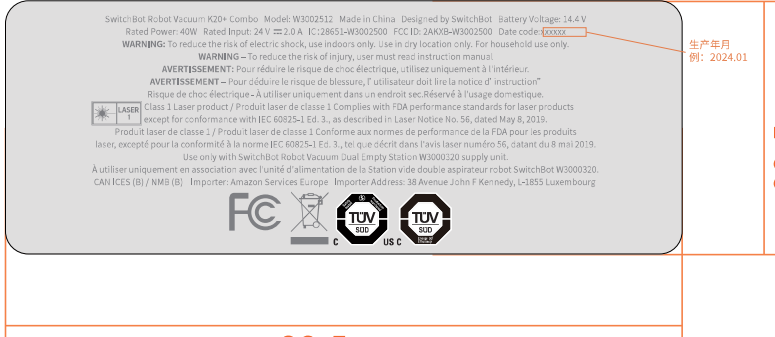 SwitchBot Robot Vacuum K20+ Combo Model: W3002512 Made in China Designed by SwitchBot Battery Voltage: 14.4 V
Rated Power: 40W Rated Input: 24 V ⎓ 2.0 A IC:28651-W3002500 FCC ID: 2AKXB-W3002500 Date code:xxxxxx
生产年月
例：2024.01
WARNING: To reduce the risk of electric shock, use indoors only. Use in dry location only. For household use only.
WARNING – To reduce the risk of injury, user must read instruction manual
AVERTISSEMENT: Pour réduire le risque de choc électrique, utilisez uniquement à l'intérieur.
AVERTISSEMENT – Pour déduire le risque de blessure, l' utilisateur doit lire la notice d' instruction"
Risque de choc électrique - À utiliser uniquement dans un endroit sec.Réservé à l'usage domestique.
LASER
1
Class 1 Laser product / Produit laser de classe 1 Complies with FDA performance standards for laser products
except for conformance with IEC 60825-1 Ed. 3., as described in Laser Notice No. 56, dated May 8, 2019.
Produit laser de classe 1 / Produit laser de classe 1 Conforme aux normes de performance de la FDA pour les produits
laser, excepté pour la conformité à la norme IEC 60825-1 Ed. 3., tel que décrit dans l'avis laser numéro 56, datant du 8 mai 2019.
Use only with SwitchBot Robot Vacuum Dual Empty Station W3000320 supply unit.
À utiliser uniquement en association avec l'unité d'alimentation de la Station vide double aspirateur robot SwitchBot W3000320.
CAN ICES (B) / NMB (B) Importer: Amazon Services Europe Importer Address: 38 Avenue John F Kennedy, L-1855 Luxembourg
FC
TÜV
SÜD
C US
TÜV
SÜD
C